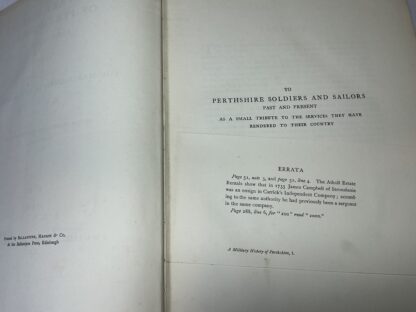 Printed by BALLANTYNE, HANSON & CO.
At the Ballantyne Press, Edinburgh
TO
PERTHSHIRE SOLDIERS AND SAILORS
PAST AND PRESENT
AS A SMALL TRIBUTE TO THE SERVICES THEY HAVE
RENDERED TO THEIR COUNTRY
ERRATA
Page 51, note 3, and page 52, line 4. The Atholl Estate
Rentals show that in 1733 James Campbell of
was an ensign in Carrick's Independent Company; accord-
ing to the same authority he had previously been a sergeant
in the same company.
Page 288, line 6, for "100" read "1000."
A Military History of Perthshire, 1.